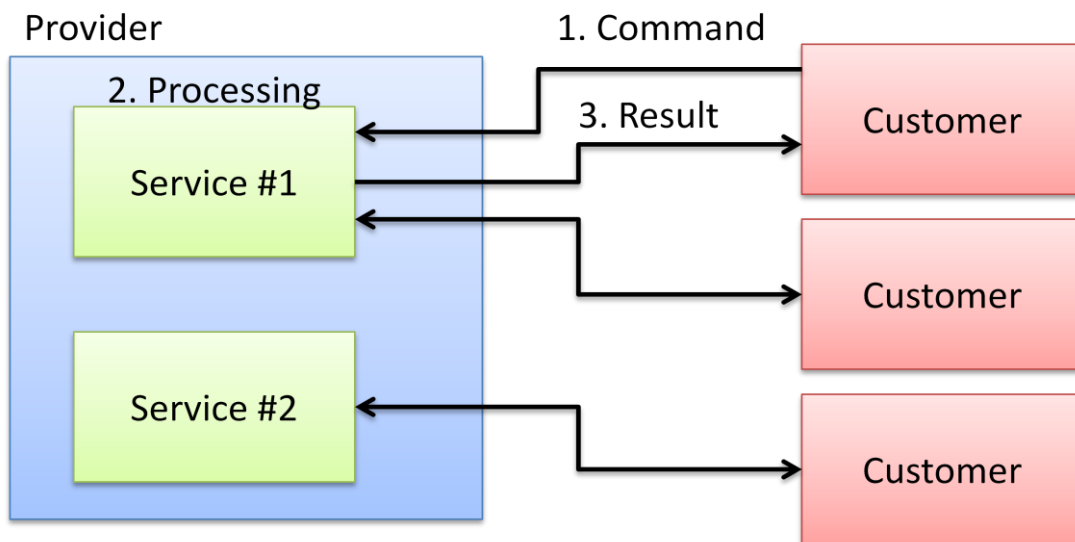 Provider
1. Command
2. Processing
3. Result
Customer
Service #1
Customer
Service #2
Customer